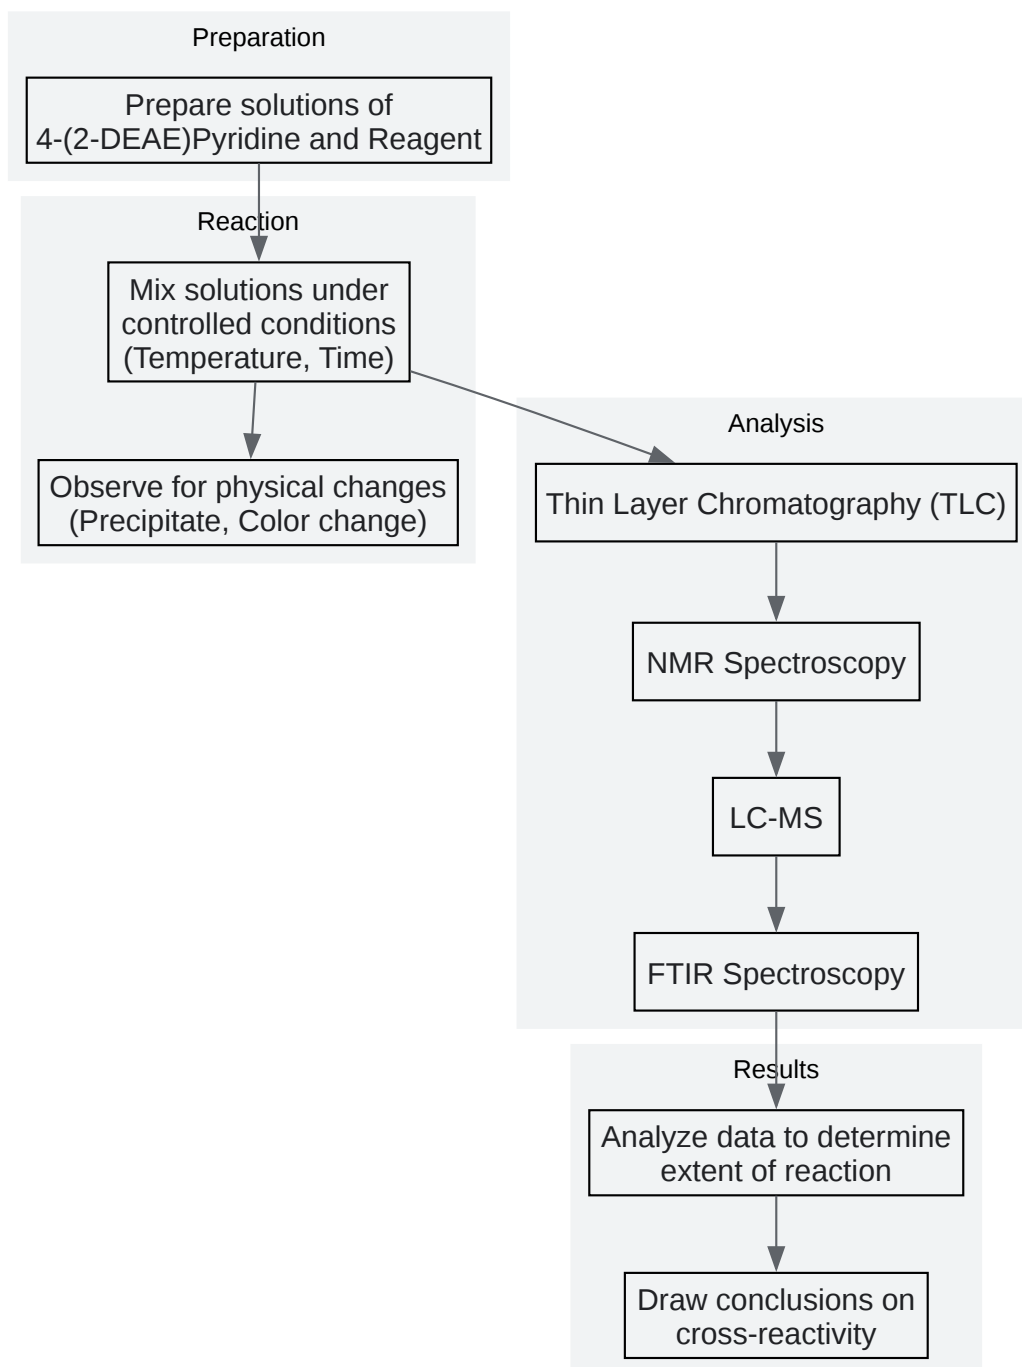 Preparation
Prepare solutions of
4-(2-DEAE)Pyridine and Reagent
Reaction
Mix solutions under
controlled conditions
(Temperature, Time)
Observe for physical changes
(Precipitate, Color change)
Analysis
Thin Layer Chromatography (TLC)
NMR Spectroscopy
LC-MS
FTIR Spectroscopy
Results
Analyze data to determine
extent of reaction
Draw conclusions on
cross-reactivity